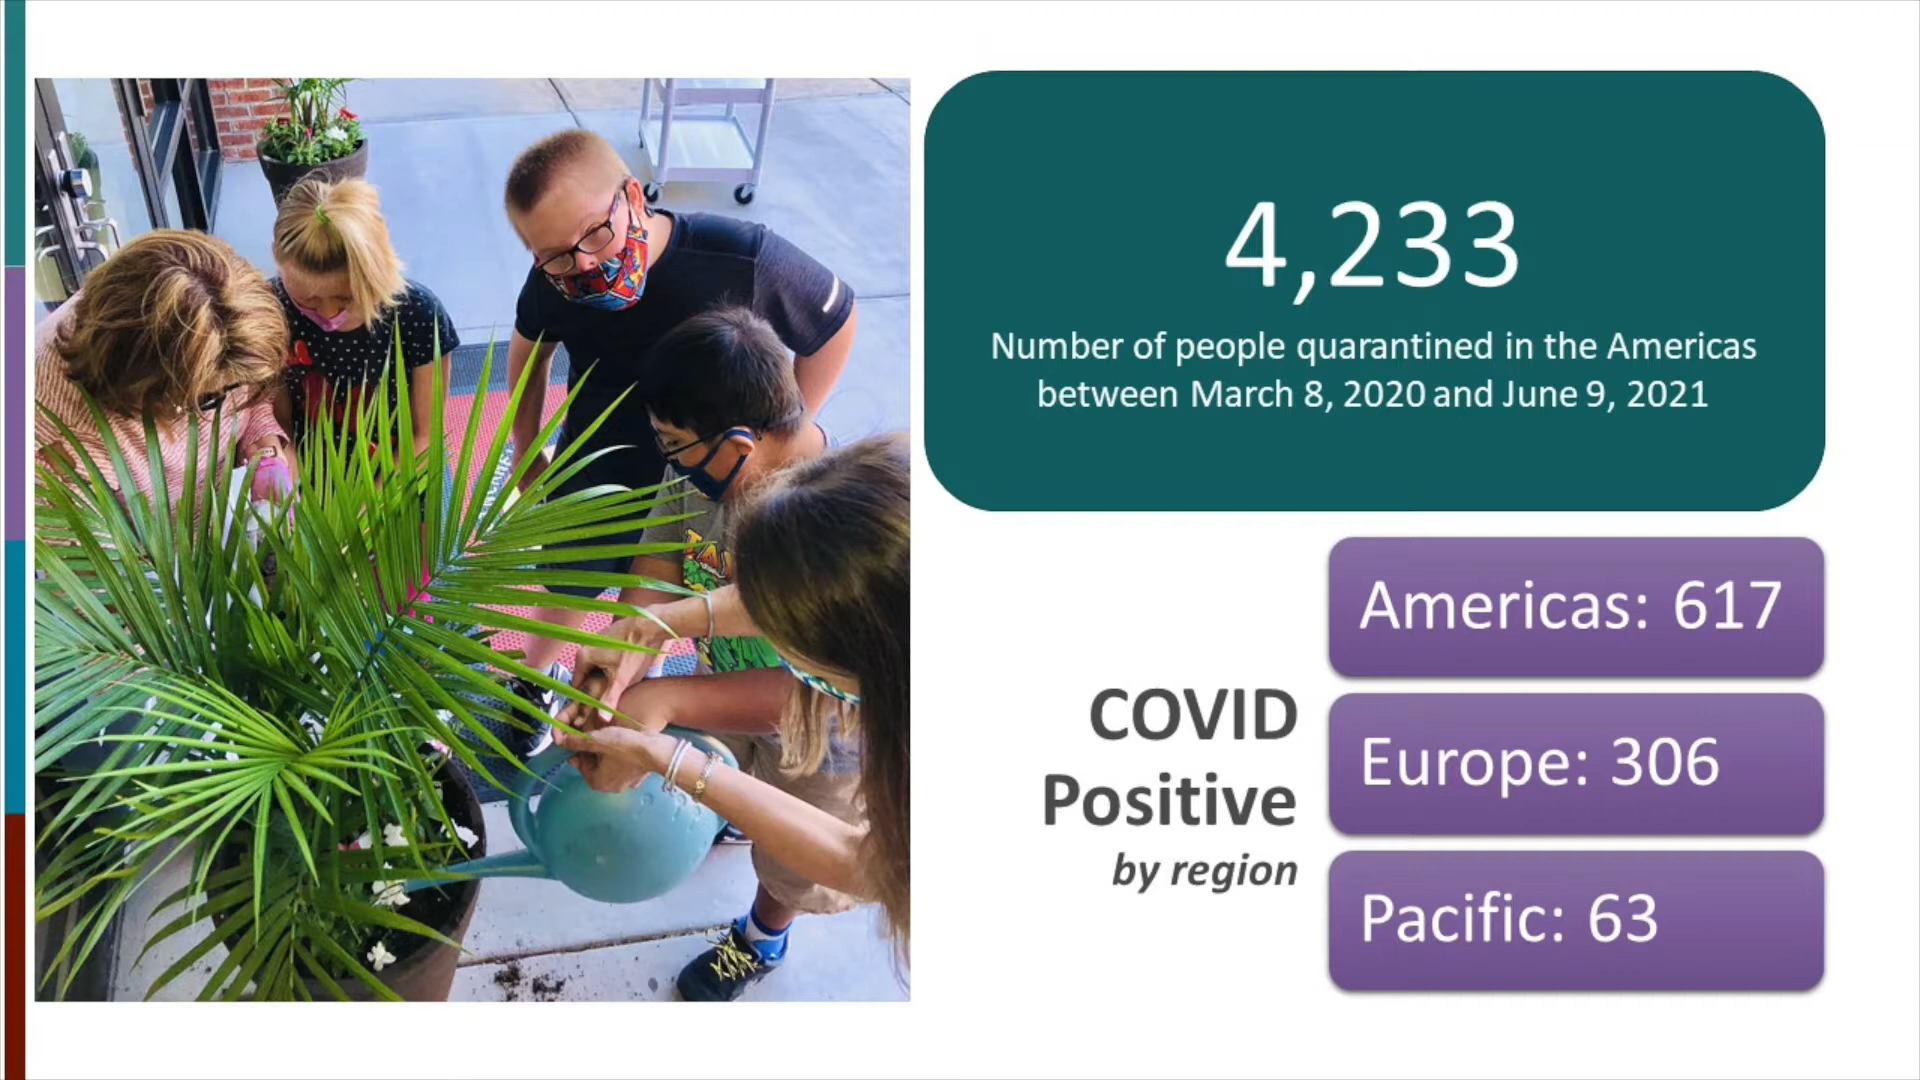 4,233
Number of people quarantined in the Americas
between March 8, 2020 and June 9, 2021
COVID
Positive
by region
Americas: 617
Europe: 306
Pacific: 63